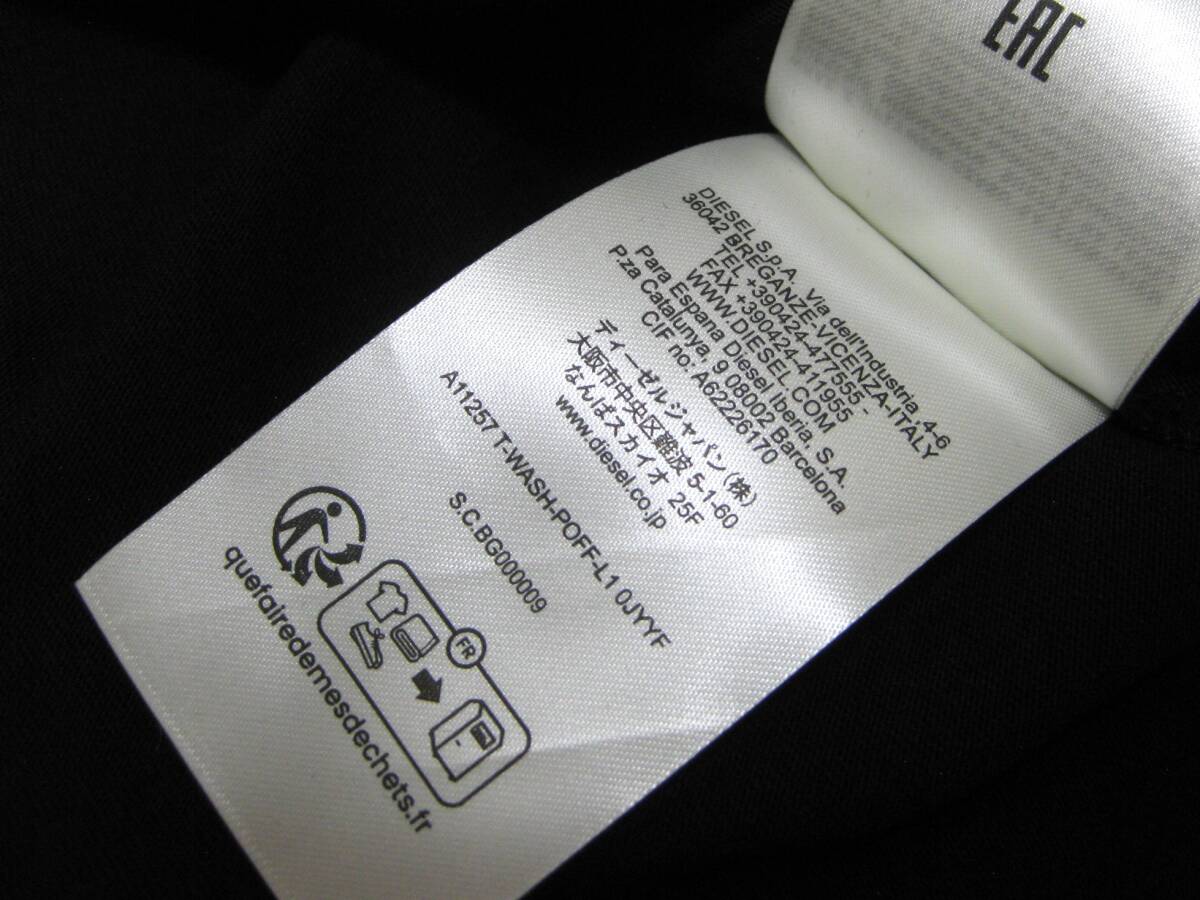 EAC
DIESEL S.P.A. Via dell'Industria, 4-6
36042 BREGANZE-VICENZA-ITALY
TEL +390424-477555 -
FAX +390424-411955
WWW.DIESEL.COM
Para Espana Diesel Iberia, S.A.
P.za Catalunya, 9 08002 Barcelona
CIF no: A62226170
ディーゼルジャパン(株)
大阪市中央区難波 5-1-60
なんばスカイオ 25F
www.diesel.co.jp
A11257 T-WASH-POFF-L1 0JYYF
S.C.BG000009
FR
quefairedemesdechets.fr